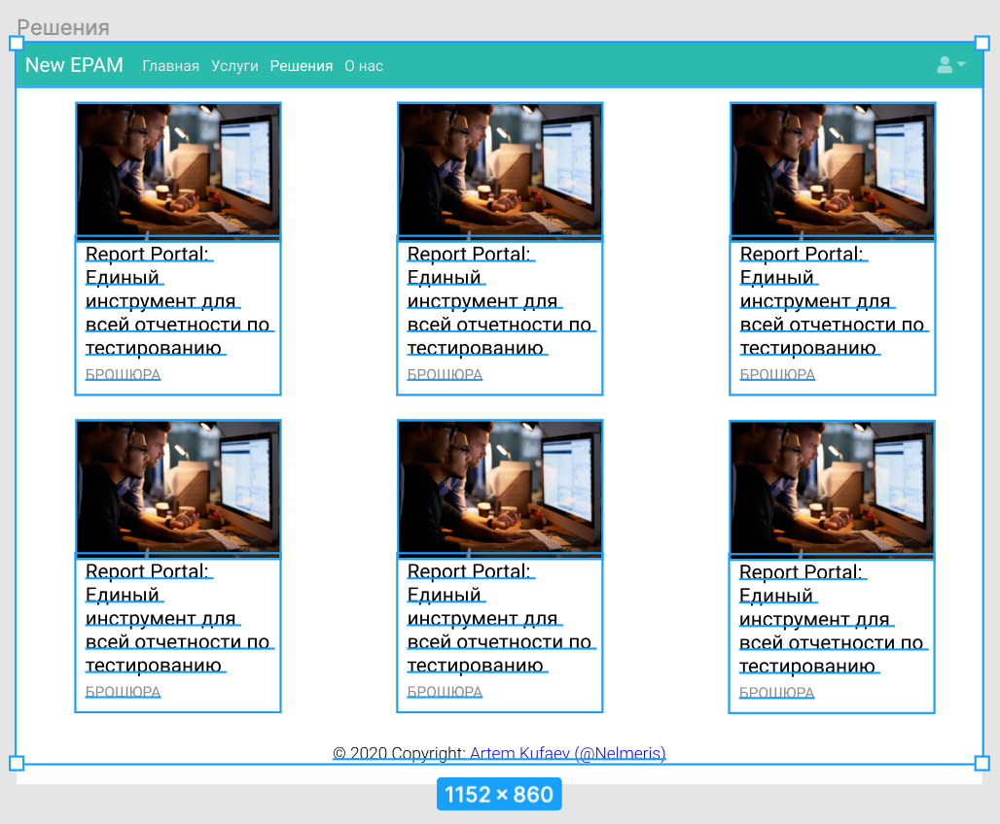 Решения
New EPAM Главная Услуги Решения О нас
Report Portal:
Единый
инструмент для
всей отчетности по
тестированию
БРОШЮРА
Report Portal:
Единый
инструмент для
всей отчетности по
тестированию
БРОШЮРА
Report Portal:
Единый
инструмент для
всей отчетности по
тестированию
БРОШЮРА
Report Portal:
Единый
инструмент для
всей отчетности по
тестированию
БРОШЮРА
Report Portal:
Единый
инструмент для
всей отчетности по
тестированию
БРОШЮРА
Report Portal:
Единый
инструмент для
всей отчетности по
тестированию
БРОШЮРА
© 2020 Copyright: Artem Kufaev (@Nelmeris)
1152 × 860